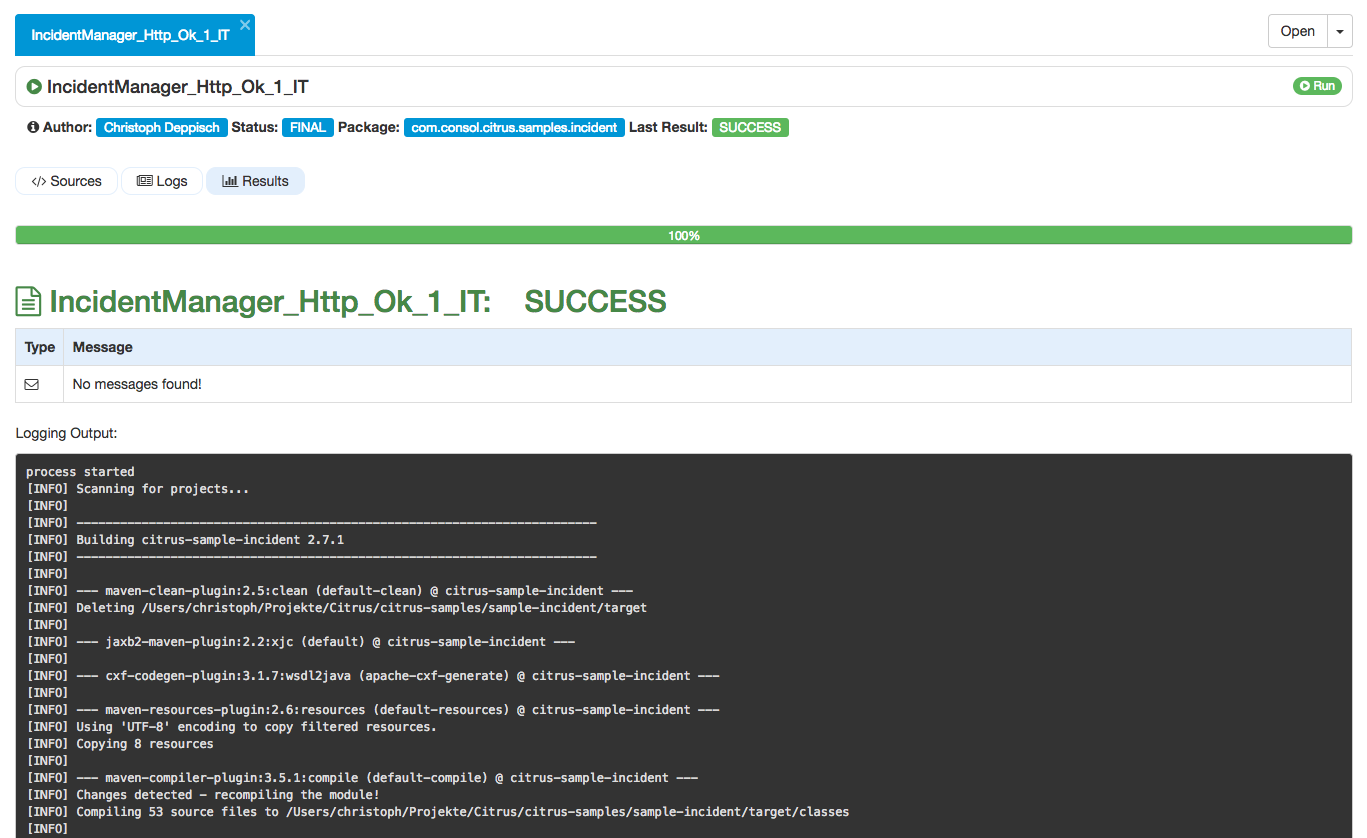 IncidentManager_Http_Ok_1_IT ×
Open
IncidentManager_Http_Ok_1_IT Run
Author: Christoph Deppisch Status: FINAL Package: com.consol.citrus.samples.incident Last Result: SUCCESS
</> Sources Logs Results
100%
IncidentManager_Http_Ok_1_IT: SUCCESS
Type Message
No messages found!
Logging Output:
process started
[INFO] Scanning for projects...
[INFO]
[INFO] ------------------------------------------------------------------------
[INFO] Building citrus-sample-incident 2.7.1
[INFO] ------------------------------------------------------------------------
[INFO]
[INFO] --- maven-clean-plugin:2.5:clean (default-clean) @ citrus-sample-incident ---
[INFO] Deleting /Users/christoph/Projekte/Citrus/citrus-samples/sample-incident/target
[INFO]
[INFO] --- jaxb2-maven-plugin:2.2:xjc (default) @ citrus-sample-incident ---
[INFO]
[INFO] --- cxf-codegen-plugin:3.1.7:wsdl2java (apache-cxf-generate) @ citrus-sample-incident ---
[INFO]
[INFO] --- maven-resources-plugin:2.6:resources (default-resources) @ citrus-sample-incident ---
[INFO] Using 'UTF-8' encoding to copy filtered resources.
[INFO] Copying 8 resources
[INFO]
[INFO] --- maven-compiler-plugin:3.5.1:compile (default-compile) @ citrus-sample-incident ---
[INFO] Changes detected - recompiling the module!
[INFO] Compiling 53 source files to /Users/christoph/Projekte/Citrus/citrus-samples/sample-incident/target/classes
[INFO]